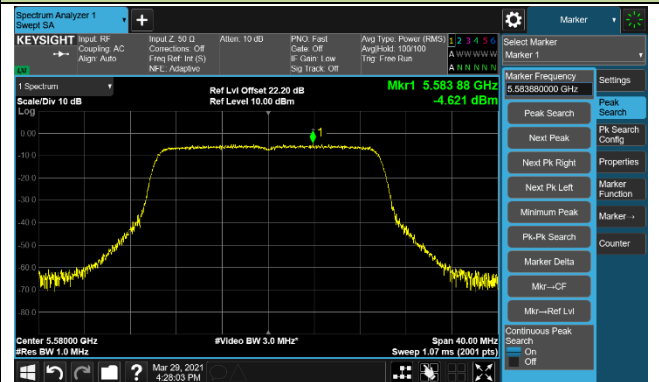 Spectrum Analyzer 1
Swept SA
Marker
KEYSIGHT
Input: RF
Coupling: AC
Align: Auto
Input Z: 50 Ω
Corrections: Off
Freq Ref: Int (S)
NFE: Adaptive
Atten: 10 dB
PNO: Fast
Gate: Off
IF Gain: Low
Sig Track: Off
Avg Type: Power (RMS)
Avg|Hold: 100/100
Trig: Free Run
1 2 3 4 5 6
A W W W W W
A N N N N N
LXI
Select Marker
Marker 1
1 Spectrum
Scale/Div 10 dB
Log
Ref Lvl Offset 22.20 dB
Ref Level 10.00 dBm
Mkr1 5.583 88 GHz
-4.621 dBm
1
0.00
-10.0
-20.0
-30.0
-40.0
-50.0
-60.0
-70.0
-80.0
Center 5.58000 GHz
#Res BW 1.0 MHz
#Video BW 3.0 MHz*
Span 40.00 MHz
Sweep 1.07 ms (2001 pts)
Marker Frequency
5.583880000 GHz
Peak Search
Next Peak
Next Pk Right
Next Pk Left
Minimum Peak
Pk-Pk Search
Marker Delta
Mkr→CF
Mkr→Ref Lvl
Continuous Peak
Search
On
Off
Settings
Peak
Search
Pk Search
Config
Properties
Marker
Function
Marker→
Counter
?
Mar 29, 2021
4:28:03 PM